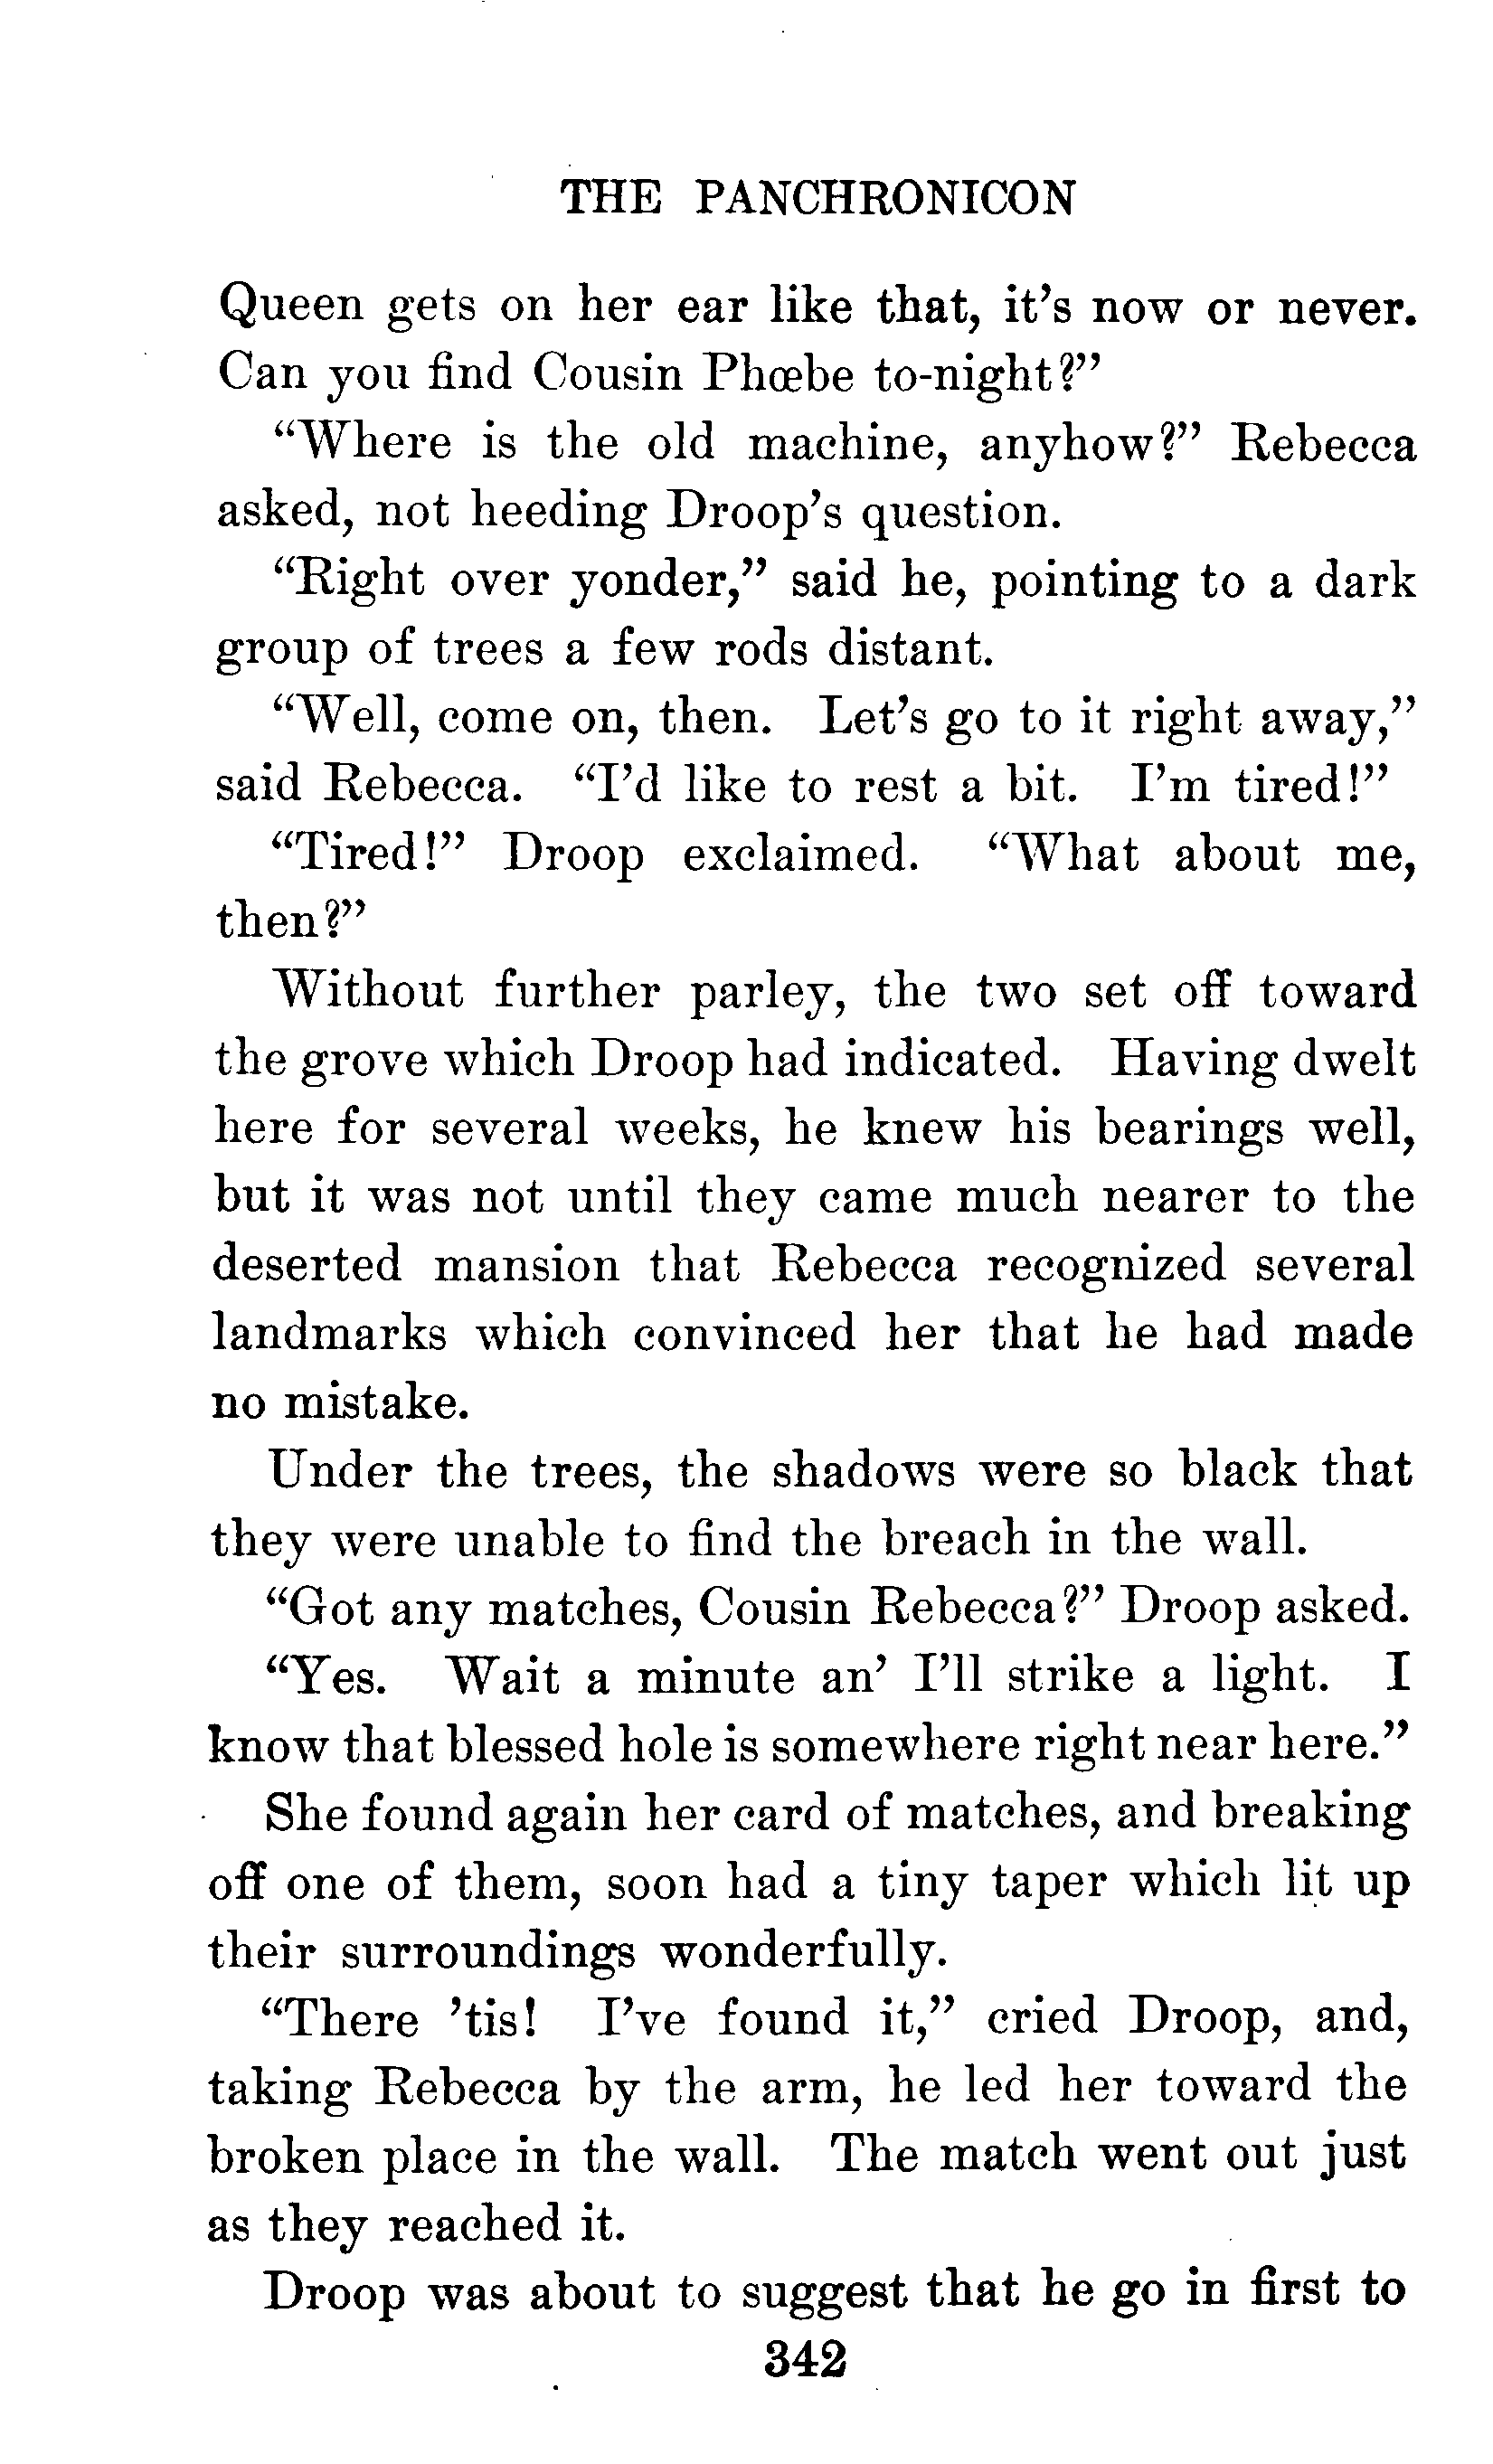 THE PANCHRONICON
Queen gets on her ear like that, it's now or never.
Can you find Cousin Phœbe to-night?”
“Where is the old machine, anyhow?” Rebecca
asked, not heeding Droop’s question.
“Right over yonder,” said he, pointing to a dark
group of trees a few rods distant.
“Well, come on, then. Let’s go to it right away,”
said Rebecca. “I’d like to rest a bit. I’m tired!”
“Tired!” Droop exclaimed. “What about me,
then?”
Without further parley, the two set off toward
the grove which Droop had indicated. Having dwelt
here for several weeks, he knew his bearings well,
but it was not until they came much nearer to the
deserted mansion that Rebecca recognized several
landmarks which convinced her that he had made
no mistake.
Under the trees, the shadows were so black that
they were unable to find the breach in the wall.
“Got any matches, Cousin Rebecca?” Droop asked.
“Yes. Wait a minute an’ I’ll strike a light. I
know that blessed hole is somewhere right near here.”
She found again her card of matches, and breaking
off one of them, soon had a tiny taper which lit up
their surroundings wonderfully.
“There ’tis! I’ve found it,” cried Droop, and,
taking Rebecca by the arm, he led her toward the
broken place in the wall. The match went out just
as they reached it.
Droop was about to suggest that he go in first to
342